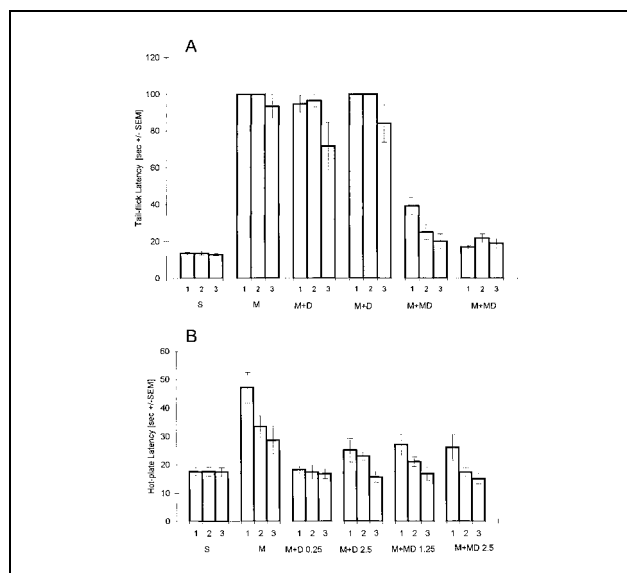 A
Tail-flick Latency [sec +/- SEM]
120
100
80
60
40
20
0
1 2 3 1 2 3 1 2 3 1 2 3 1 2 3 1 2 3
S M M+D M+D M+MD M+MD
B
Hot-plate Latency [sec +/-SEM]
60
50
40
30
20
10
0
1 2 3 1 2 3 1 2 3 1 2 3 1 2 3 1 2 3
S M M+D 0.25 M+D 2.5 M+MD 1.25 M+MD 2.5